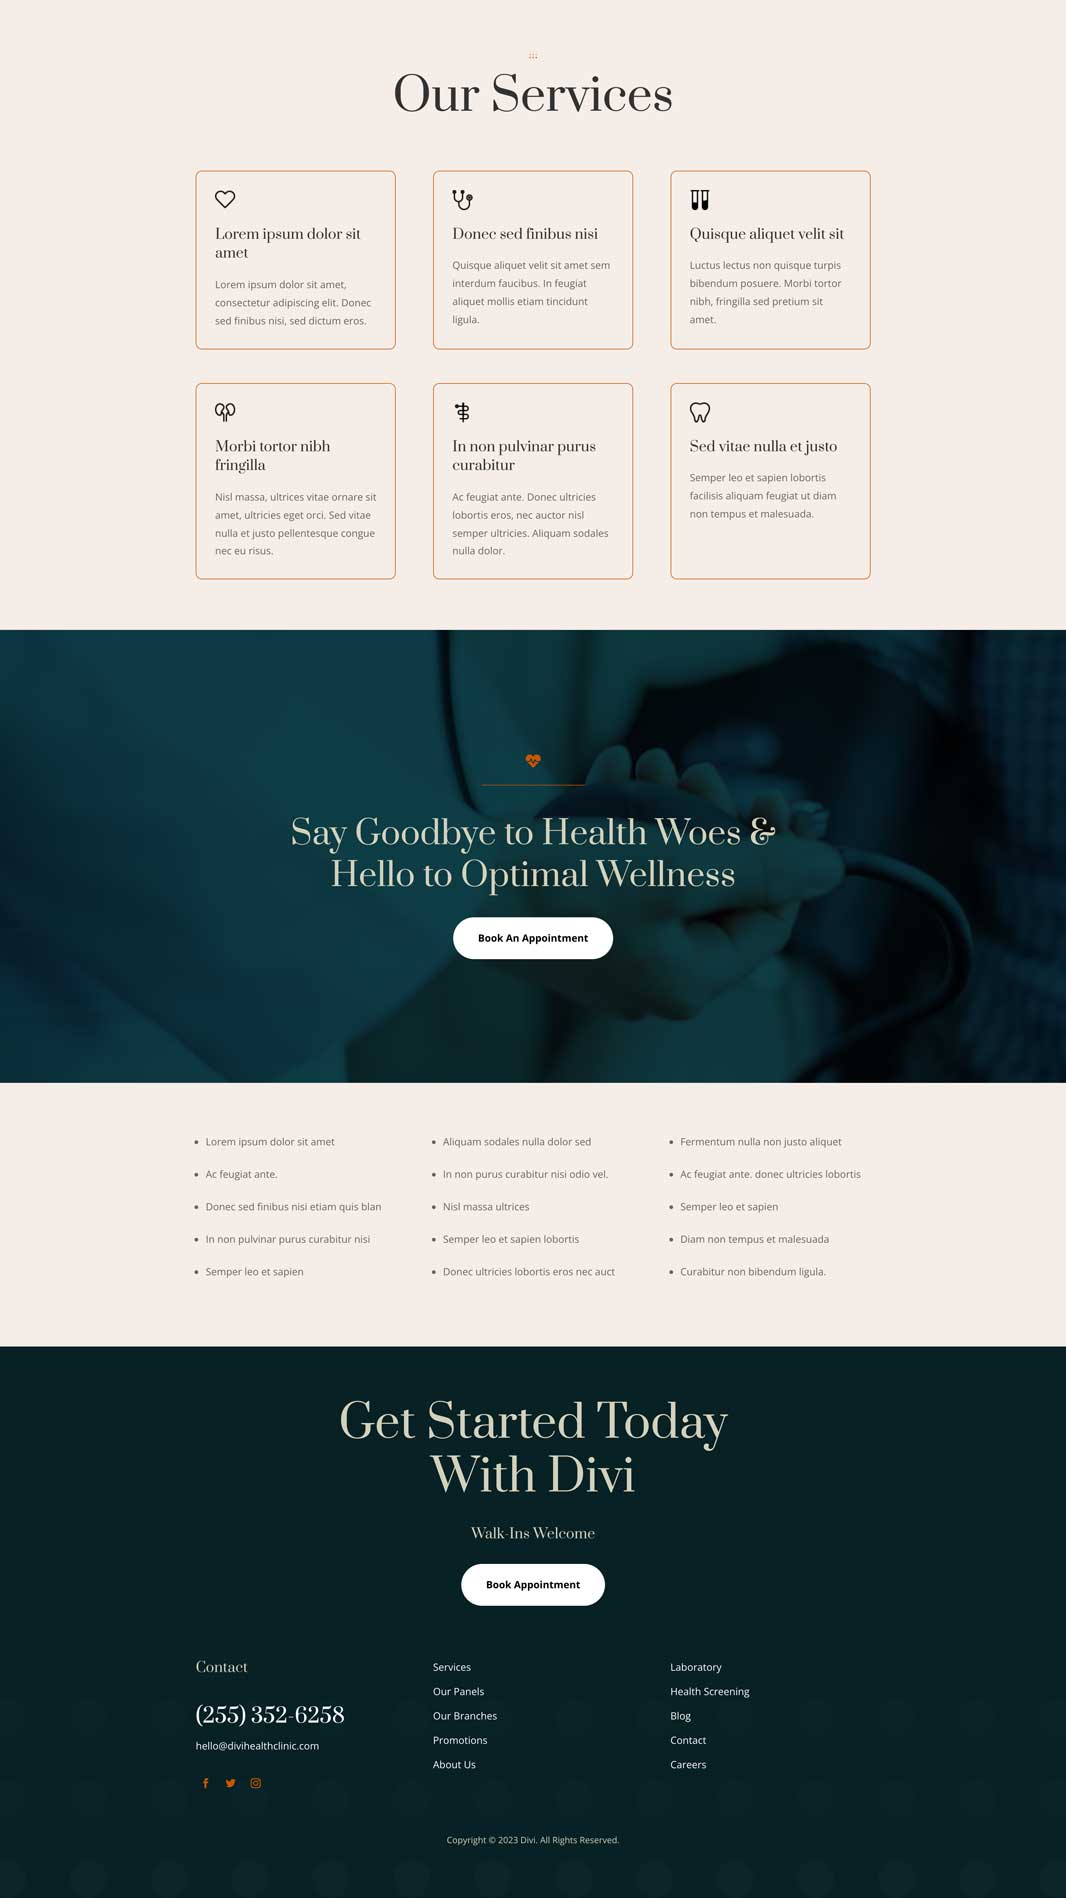 Our Services
Lorem ipsum dolor sit
amet
Lorem ipsum dolor sit amet,
consectetur adipiscing elit. Donec
sed finibus nisi, sed dictum eros.
Donec sed finibus nisi
Quisque aliquet velit sit amet sem
interdum faucibus. In feugiat
aliquet mollis etiam tincidunt
ligula.
Quisque aliquet velit sit
Luctus lectus non quisque turpis
bibendum posuere. Morbi tortor
nibh, fringilla sed pretium sit
amet.
Morbi tortor nibh
fringilla
Nisl massa, ultrices vitae ornare sit
amet, ultricies eget orci. Sed vitae
nulla et justo pellentesque congue
nec eu risus.
In non pulvinar purus
curabitur
Ac feugiat ante. Donec ultricies
lobortis eros, nec auctor nisl
semper ultricies. Aliquam sodales
nulla dolor.
Sed vitae nulla et justo
Semper leo et sapien lobortis
facilisis aliquam feugiat ut diam
non tempus et malesuada.
Say Goodbye to Health Woes &
Hello to Optimal Wellness
Book An Appointment
Lorem ipsum dolor sit amet
Ac feugiat ante.
Donec sed finibus nisi etiam quis blan
In non pulvinar purus curabitur nisi
Semper leo et sapien
Aliquam sodales nulla dolor sed
In non purus curabitur nisi odio vel.
Nisl massa ultrices
Semper leo et sapien lobortis
Donec ultricies lobortis eros nec auct
Fermentum nulla non justo aliquet
Ac feugiat ante. donec ultricies lobortis
Semper leo et sapien
Diam non tempus et malesuada
Curabitur non bibendum ligula.
Get Started Today
With Divi
Walk-Ins Welcome
Book Appointment
Contact
(255) 352-6258
hello@divihealthclinic.com
Services
Our Panels
Our Branches
Promotions
About Us
Laboratory
Health Screening
Blog
Contact
Careers
Copyright © 2023 Divi. All Rights Reserved.